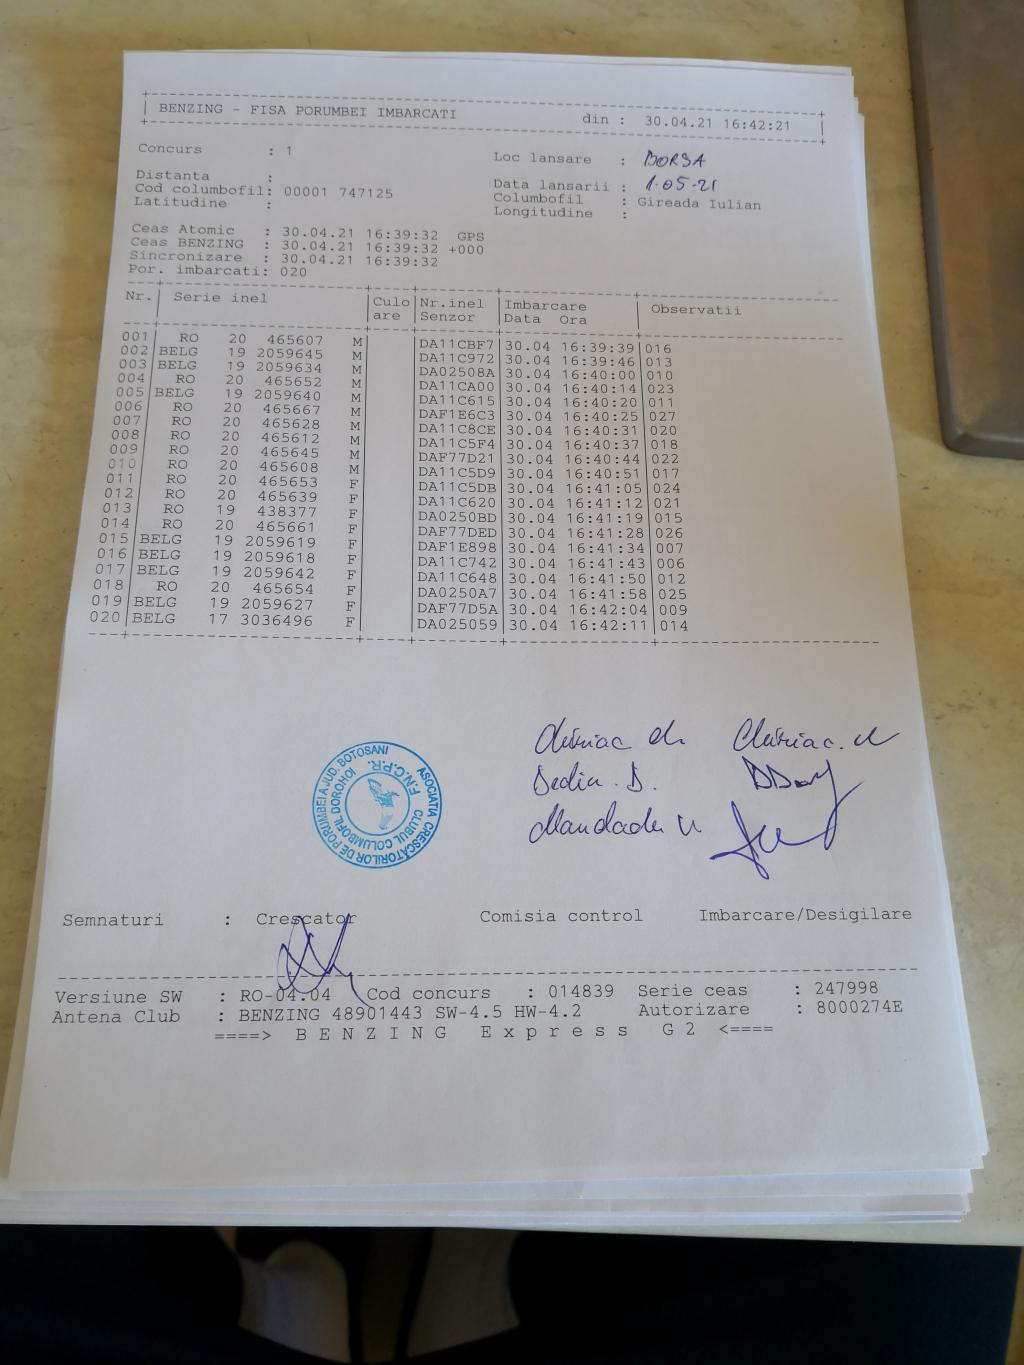 BENZING - FISA PORUMBEI IMBARCATI din : 30.04.21 16:42:21
Concurs : 1 Loc lansare : BORSA
Distanta : Data lansarii : 1-05-21
Cod columbofil: 00001 747125 Columbofil : Gireada Iulian
Latitudine : Longitudine :
Ceas Atomic : 30.04.21 16:39:32 GPS
Ceas BENZING : 30.04.21 16:39:32 +000
Sincronizare : 30.04.21 16:39:32
Por. imbarcati: 020
Nr. Serie inel Culo Nr.inel Imbarcare Observatii
are Senzor Data Ora
001 RO 20 465607 M DA11CBF7 30.04 16:39:39 016
002 BELG 19 2059645 M DA11C972 30.04 16:39:46 013
003 BELG 19 2059634 M DA02508A 30.04 16:40:00 010
004 RO 20 465652 M DA11CA00 30.04 16:40:14 023
005 BELG 19 2059640 M DA11C615 30.04 16:40:20 011
006 RO 20 465667 M DAF1E6C3 30.04 16:40:25 027
007 RO 20 465628 M DA11C8CE 30.04 16:40:31 020
008 RO 20 465612 M DA11C5F4 30.04 16:40:37 018
009 RO 20 465645 M DAF77D21 30.04 16:40:44 022
010 RO 20 465608 M DA11C5D9 30.04 16:40:51 017
011 RO 20 465653 F DA11C5DB 30.04 16:41:05 024
012 RO 20 465639 F DA11C620 30.04 16:41:12 021
013 RO 19 438377 F DA0250BD 30.04 16:41:19 015
014 RO 20 465661 F DAF77DED 30.04 16:41:28 026
015 BELG 19 2059619 F DAF1E898 30.04 16:41:34 007
016 BELG 19 2059618 F DA11C742 30.04 16:41:43 006
017 BELG 19 2059642 F DA11C648 30.04 16:41:50 012
018 RO 20 465654 F DA0250A7 30.04 16:41:58 025
019 BELG 19 2059627 F DAF77D5A 30.04 16:42:04 009
020 BELG 17 3036496 F DA025059 30.04 16:42:11 014
ASOCIATIA CRESCATORILOR DE PORUMBEI A JUD. BOTOSANI
F.N.C.P.R. CLUBUL COLUMBOFIL DOROHOI
Semnaturi : Crescator Comisia control Imbarcare/Desigilare
Versiune SW : RO-04.04 Cod concurs : 014839 Serie ceas : 247998
Antena Club : BENZING 48901443 SW-4.5 HW-4.2 Autorizare : 8000274E
====> B E N Z I N G E x p r e s s G 2 <====